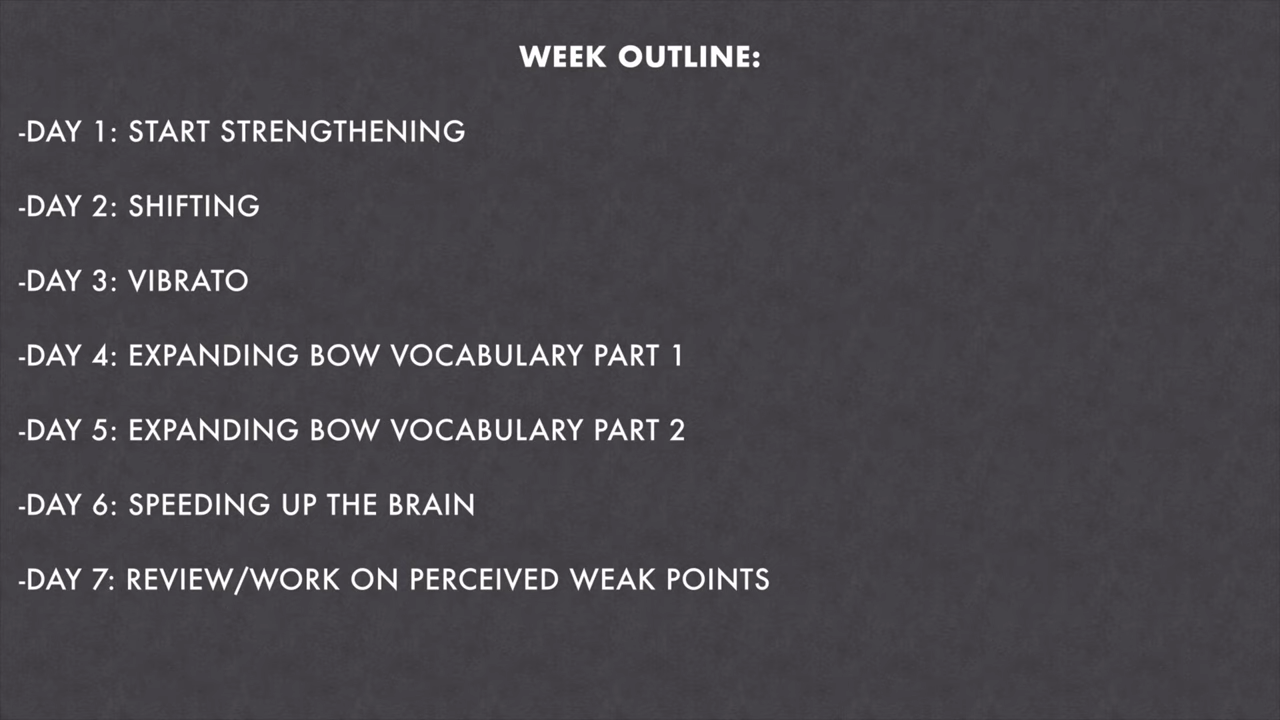 WEEK OUTLINE:
-DAY 1: START STRENGTHENING
-DAY 2: SHIFTING
-DAY 3: VIBRATO
-DAY 4: EXPANDING BOW VOCABULARY PART 1
-DAY 5: EXPANDING BOW VOCABULARY PART 2
-DAY 6: SPEEDING UP THE BRAIN
-DAY 7: REVIEW/WORK ON PERCEIVED WEAK POINTS